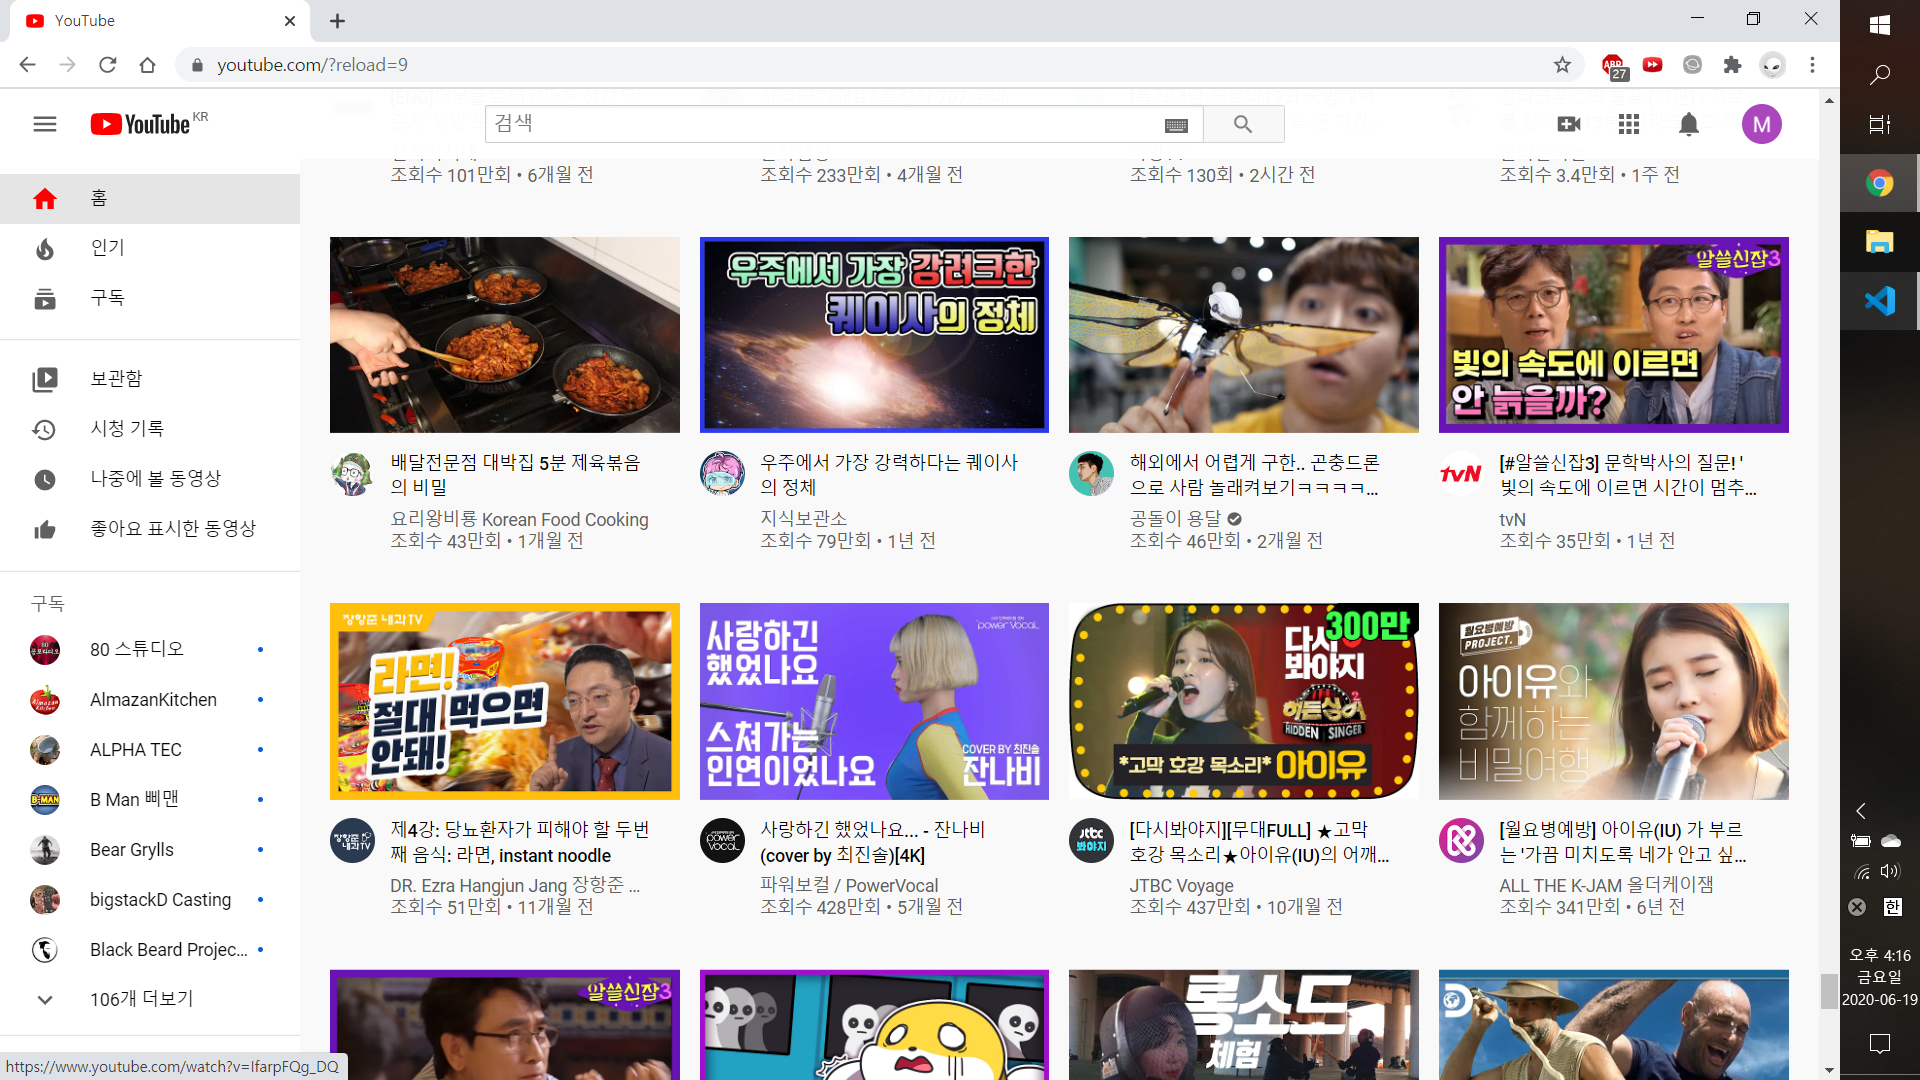 YouTube
youtube.com/?reload=9
ABP
27
YouTube KR
검색
M
홈
인기
구독
보관함
시청 기록
나중에 볼 동영상
좋아요 표시한 동영상
구독
80 스튜디오
AlmazanKitchen
ALPHA TEC
B Man 삐맨
Bear Grylls
bigstackD Casting
Black Beard Projec...
106개 더보기
조회수 101만회 • 6개월 전
조회수 233만회 • 4개월 전
조회수 130회 • 2시간 전
조회수 3.4만회 • 1주 전
우주에서 가장 강력크한
퀘이사의 정체
알쓸신잡3
빛의 속도에 이르면
안 늙을까?
배달전문점 대박집 5분 제육볶음
의 비밀
요리왕비룡 Korean Food Cooking
조회수 43만회 • 1개월 전
우주에서 가장 강력하다는 퀘이사
의 정체
지식보관소
조회수 79만회 • 1년 전
해외에서 어렵게 구한.. 곤충드론
으로 사람 놀래켜보기ㅋㅋㅋㅋ...
공돌이 용달
조회수 46만회 • 2개월 전
tvN
[#알쓸신잡3] 문학박사의 질문! '
빛의 속도에 이르면 시간이 멈추...
tvN
조회수 35만회 • 1년 전
장항준 내과TV
라면!
절대 먹으면
안돼!
사랑하긴
했었나요
스쳐가는
인연이었나요
power vocal
COVER BY 최진솔
잔나비
300만
다시
봐야지
히든싱어2
HIDDEN SINGER
*고막 호강 목소리* 아이유
월요병예방
PROJECT.
아이유와
함께하는
비밀여행
장항준
내과TV
제4강: 당뇨환자가 피해야 할 두번
째 음식: 라면, instant noodle
DR. Ezra Hangjun Jang 장항준 ...
조회수 51만회 • 11개월 전
power
vocal
사랑하긴 했었나요... - 잔나비
(cover by 최진솔)[4K]
파워보컬 / PowerVocal
조회수 428만회 • 5개월 전
jtbc
봐야지
[다시봐야지][무대FULL] ★고막
호강 목소리★아이유(IU)의 어깨...
JTBC Voyage
조회수 437만회 • 10개월 전
[월요병예방] 아이유(IU) 가 부르
는 '가끔 미치도록 네가 안고 싶...
ALL THE K-JAM 올더케이잼
조회수 341만회 • 6년 전
알쓸신잡3
롱소드
체험
D
https://www.youtube.com/watch?v=IfarpFQg_DQ
한
오후 4:16
금요일
2020-06-19